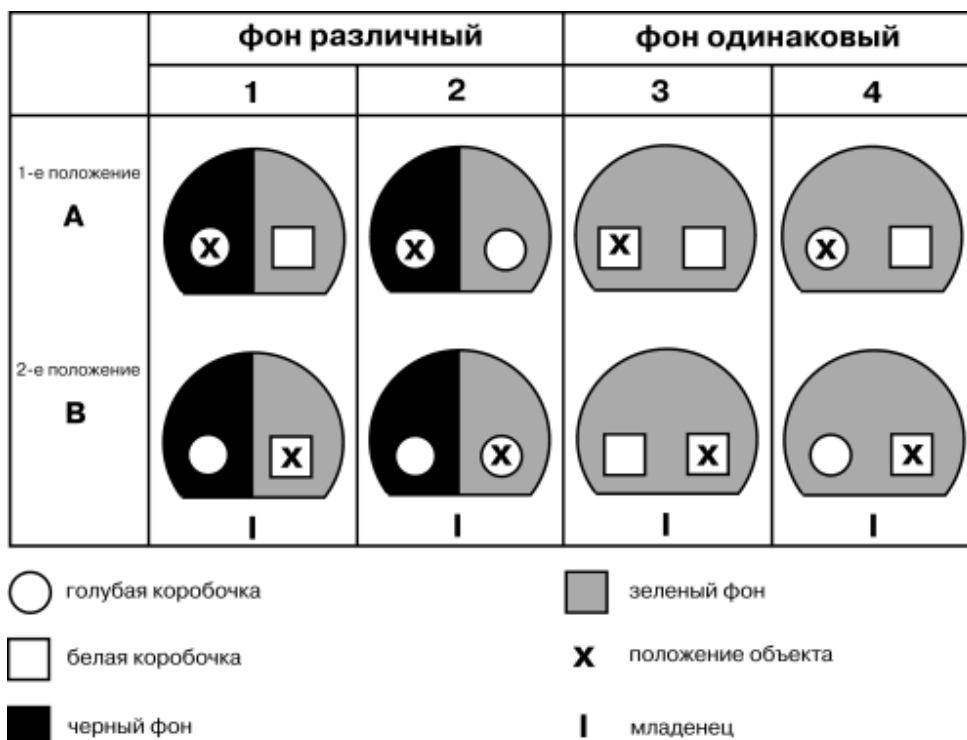 фон различный фон одинаковый
1 2 3 4
1-е положение
A
X X X X
2-е положение
B
X X X X
I I I I
голубая коробочка зеленый фон
белая коробочка X положение объекта
черный фон I младенец